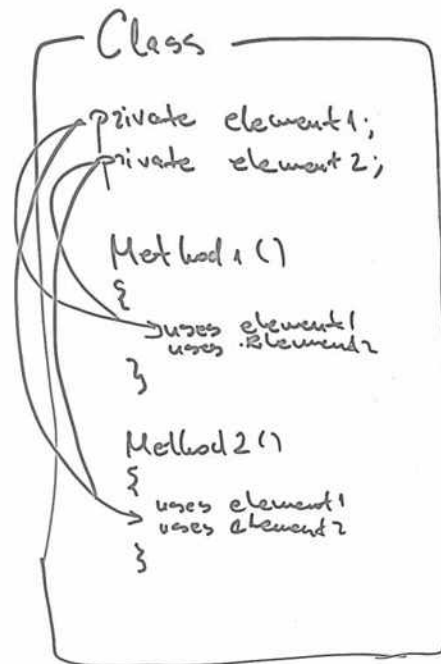 Class
private element1;
private element2;
Method1()
{
uses element1
uses element2
}
Method2()
{
uses element1
uses element2
}